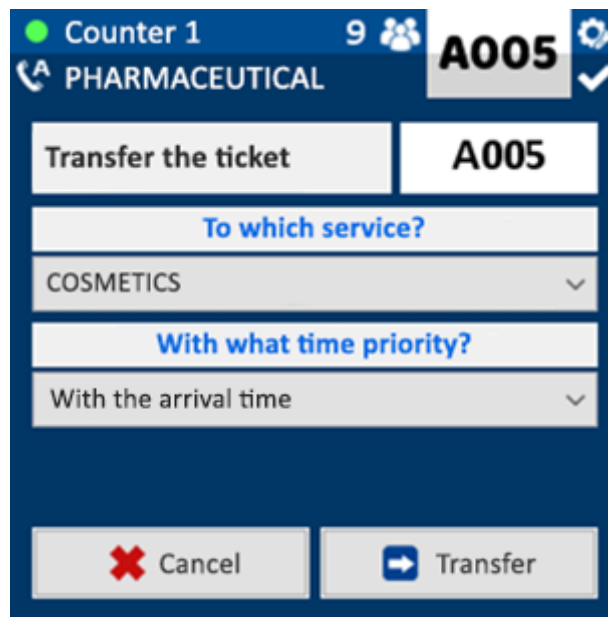 Counter 1 9 A005
A PHARMACEUTICAL
Transfer the ticket A005
To which service?
COSMETICS
With what time priority?
With the arrival time
Cancel Transfer